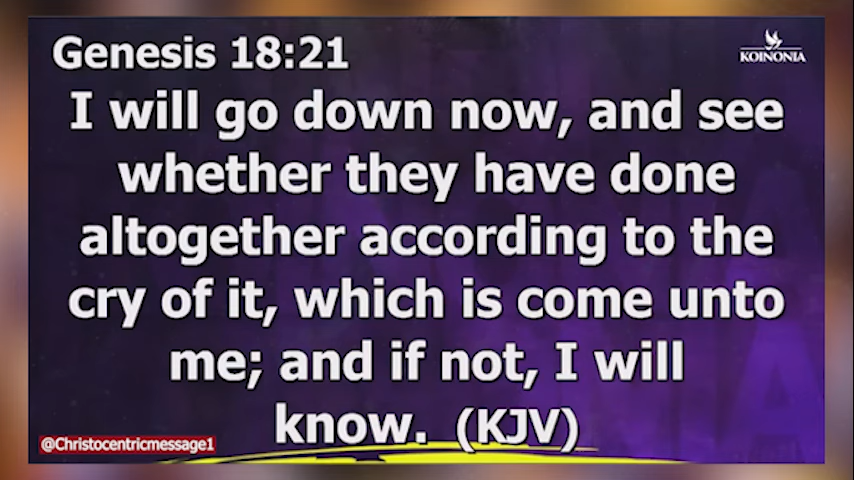 Genesis 18:21
KOINONIA
I will go down now, and see
whether they have done
altogether according to the
cry of it, which is come unto
me; and if not, I will
know. (KJV)
@Christocentricmessage1